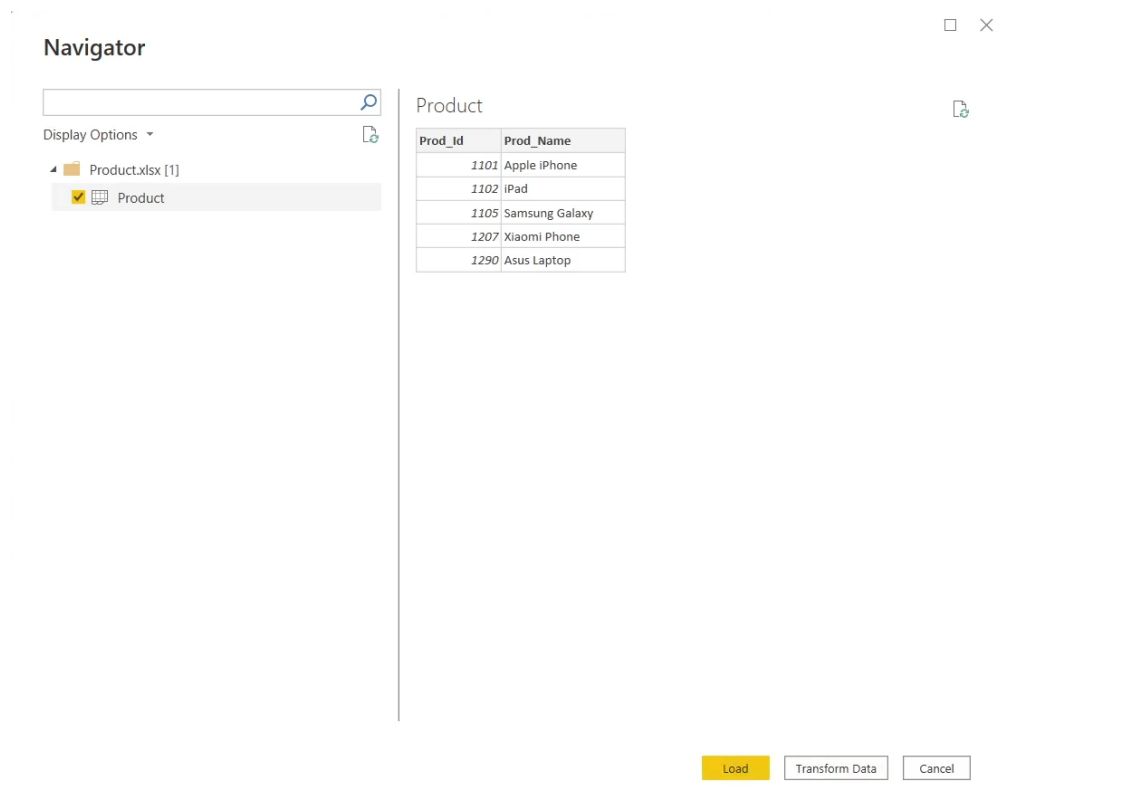 Navigator
Display Options
Product.xlsx [1]
Product
Product
Prod_Id Prod_Name
1101 Apple iPhone
1102 iPad
1105 Samsung Galaxy
1207 Xiaomi Phone
1290 Asus Laptop
Load Transform Data Cancel